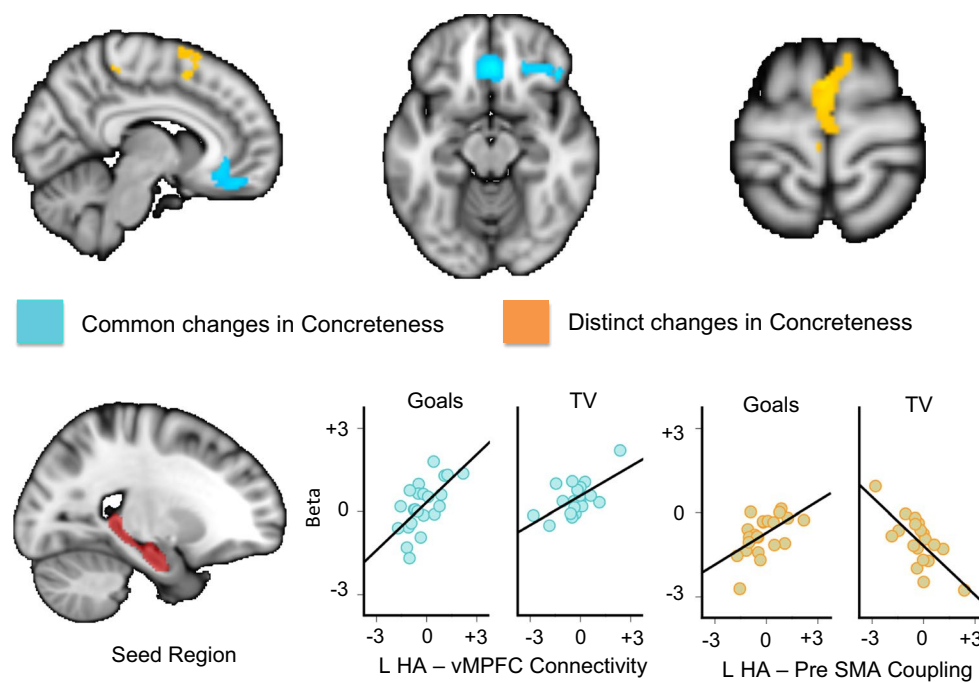 Common changes in Concreteness
Distinct changes in Concreteness
Seed Region
Goals
TV
+3
0
-3
Beta
-3 0 +3
-3 0 +3
L HA – vMPFC Connectivity
Goals
TV
+3
0
-3
-3 0 +3
-3 0 +3
L HA – Pre SMA Coupling